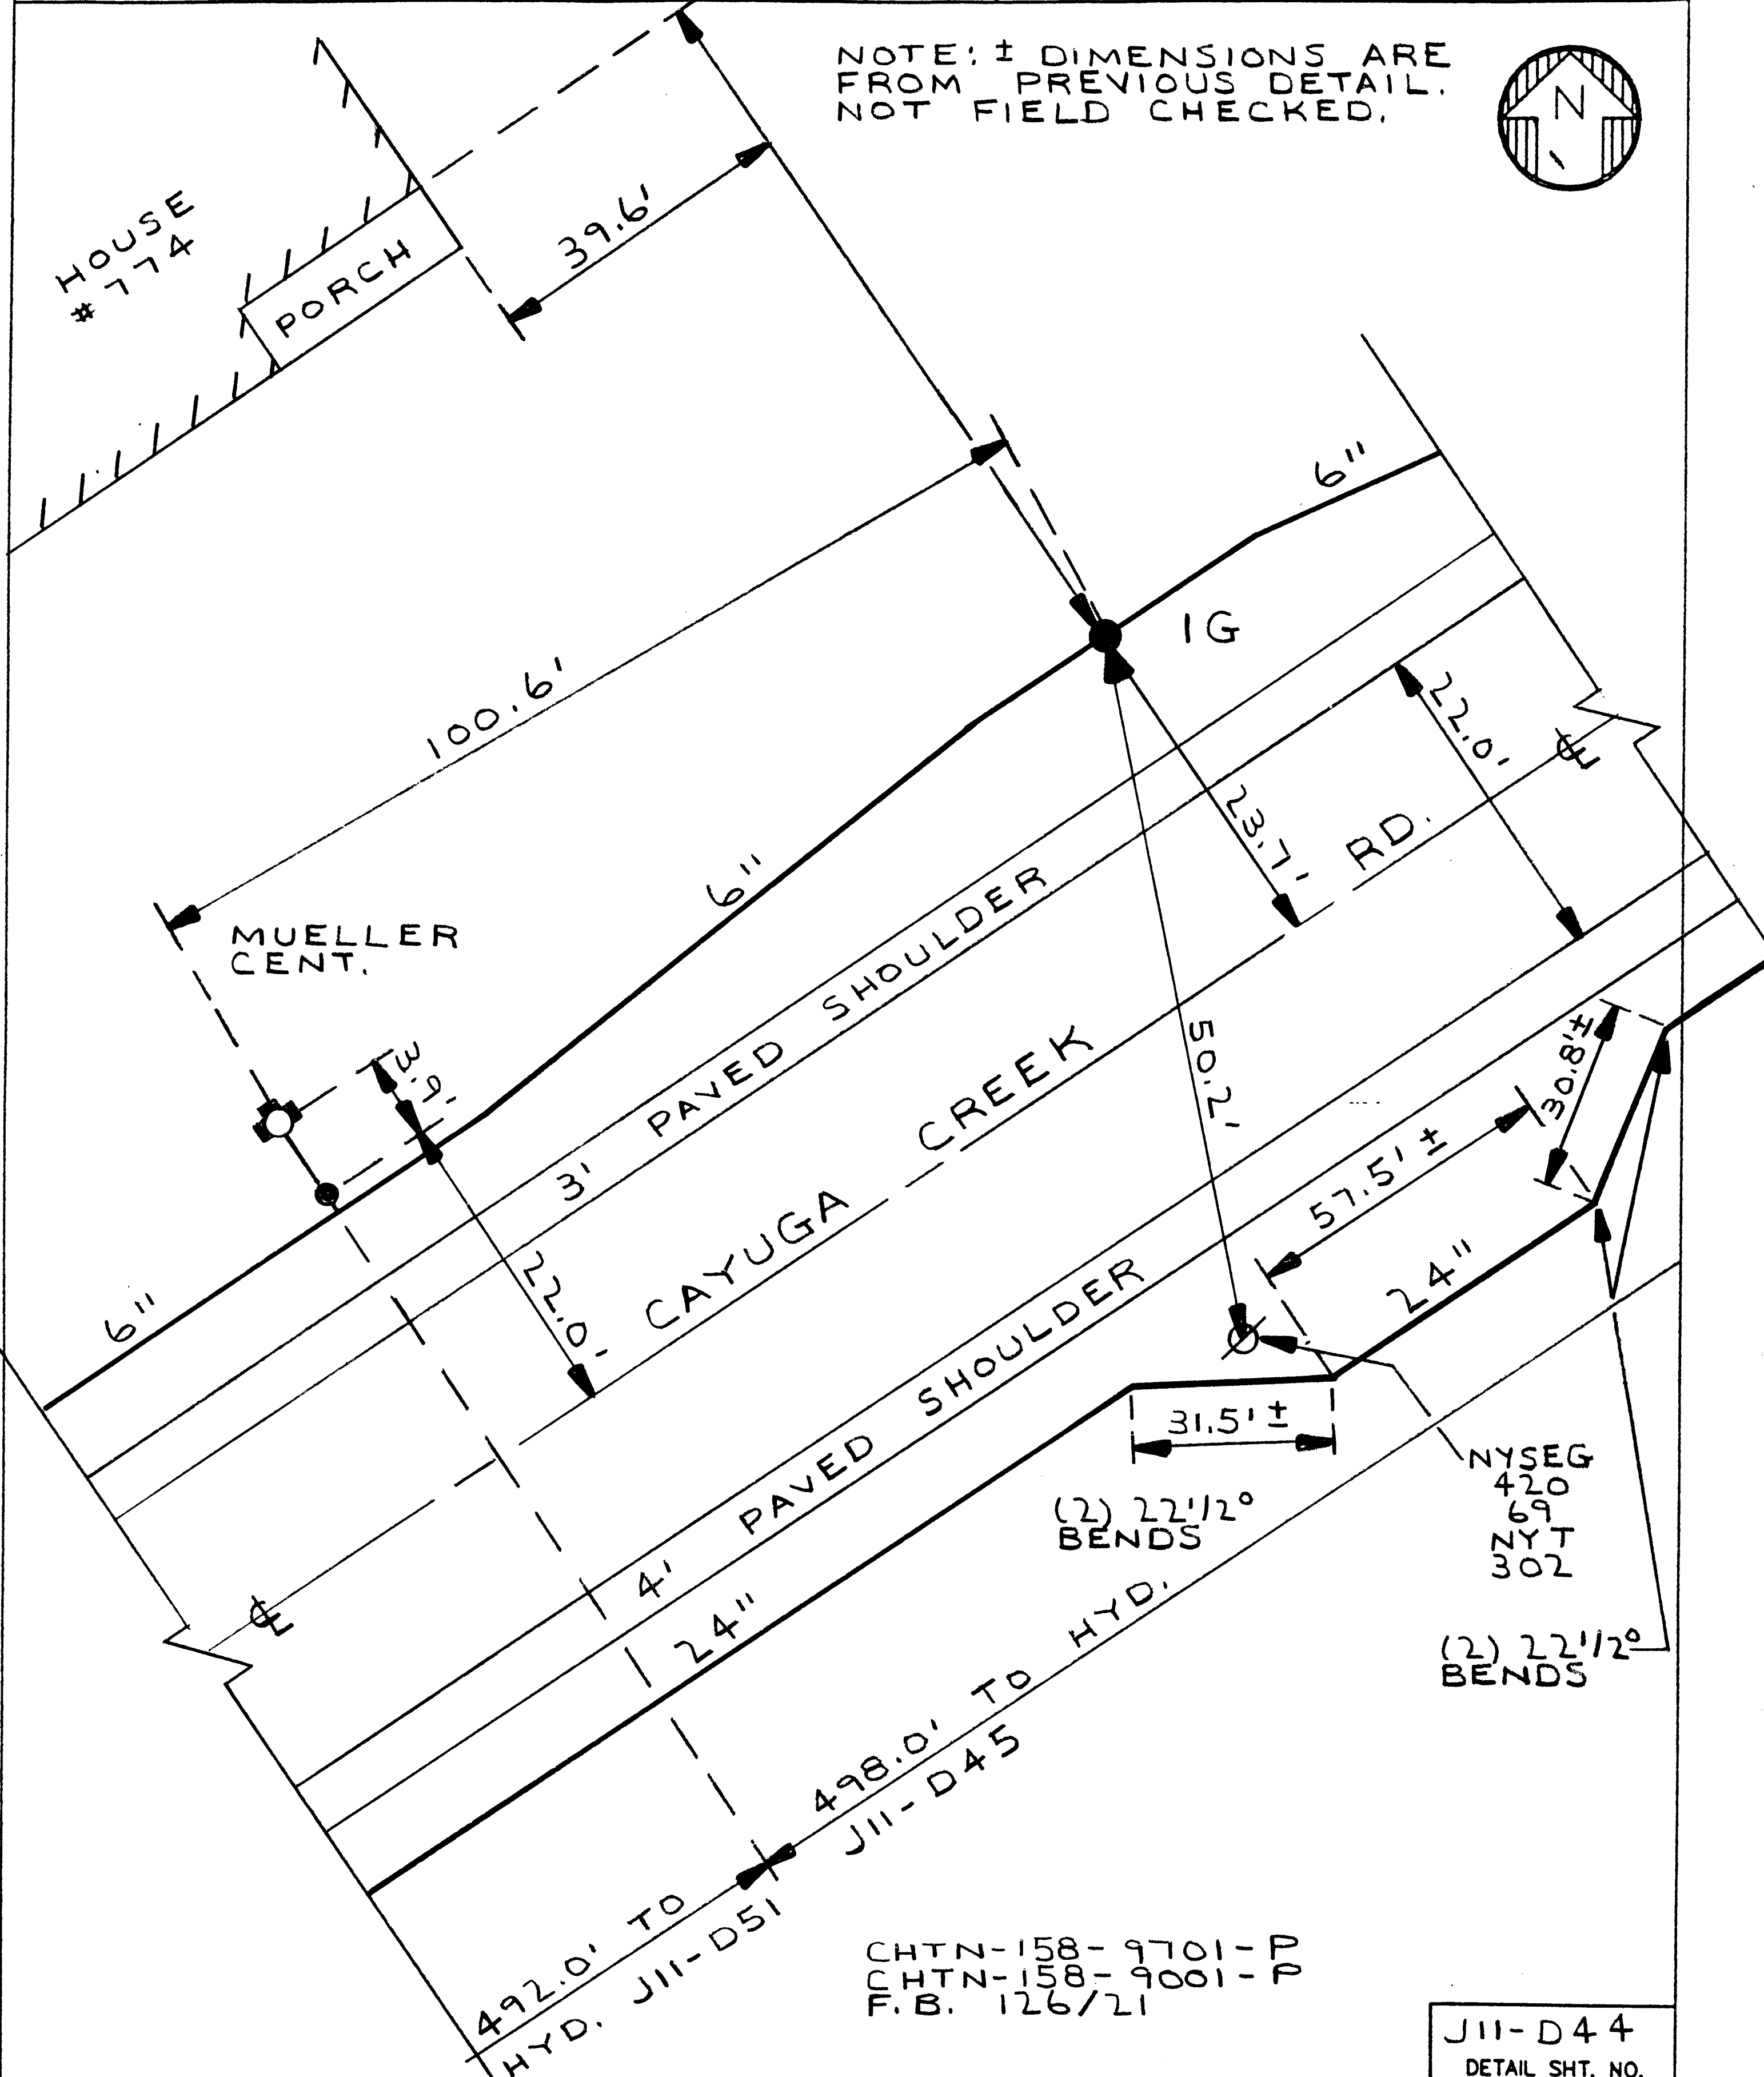 NOTE: ± DIMENSIONS ARE
FROM PREVIOUS DETAIL.
NOT FIELD CHECKED.
N
HOUSE
#774
PORCH
39.6'
6"
1G
100.6'
22.0'
℄
23.7'
RD.
6"
MUELLER
CENT.
3.9'
3' PAVED SHOULDER
50.2'
30.8'±
57.5'±
CAYUGA CREEK
22.0'
6"
24"
31.5'±
(2) 22 1/2°
BENDS
NYSEG
420
69
NYT
302
(2) 22 1/2°
BENDS
4' PAVED SHOULDER
℄
24"
498.0' TO HYD.
J11-D45
492.0' TO
HYD. J11-D51
CHTN-158-9701-P
CHTN-158-9001-P
F.B. 126/21
J11-D44
DETAIL SHT. NO.